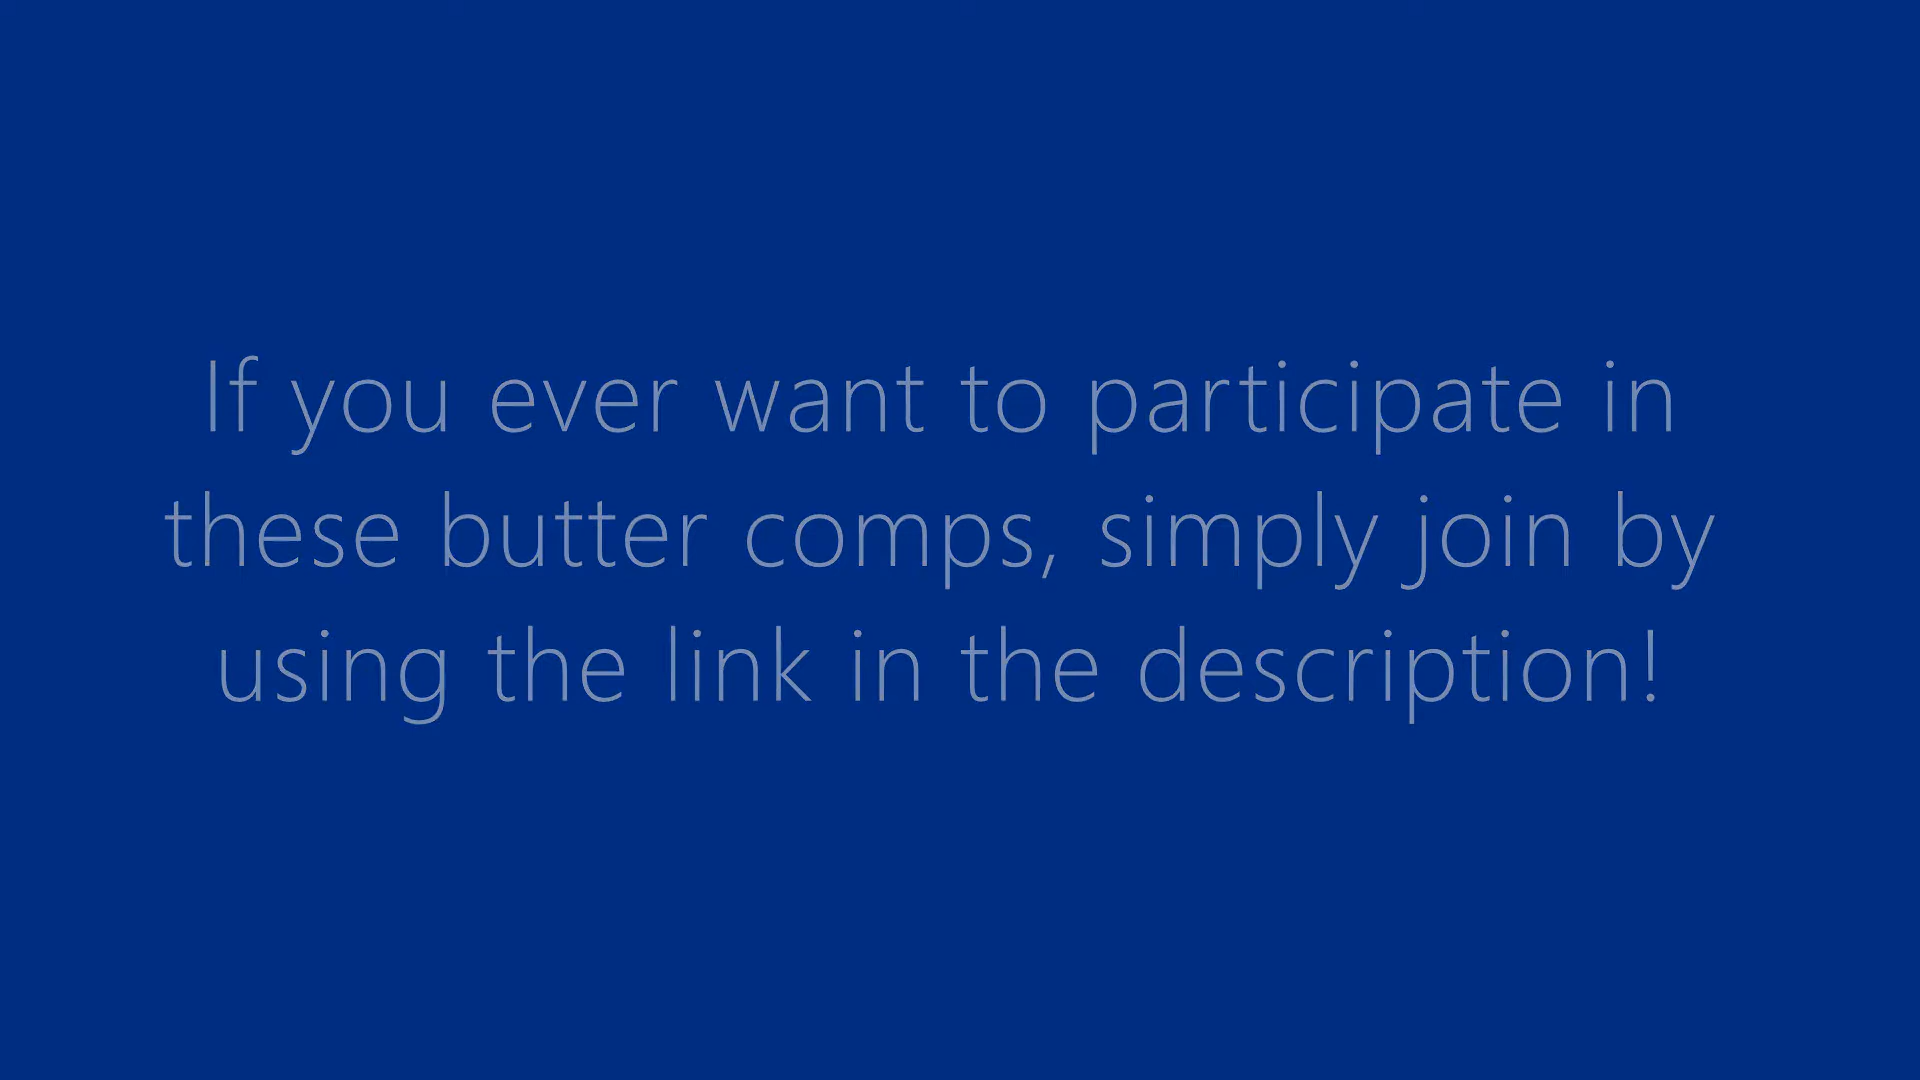 If you ever want to participate in
these butter comps, simply join by
using the link in the description!